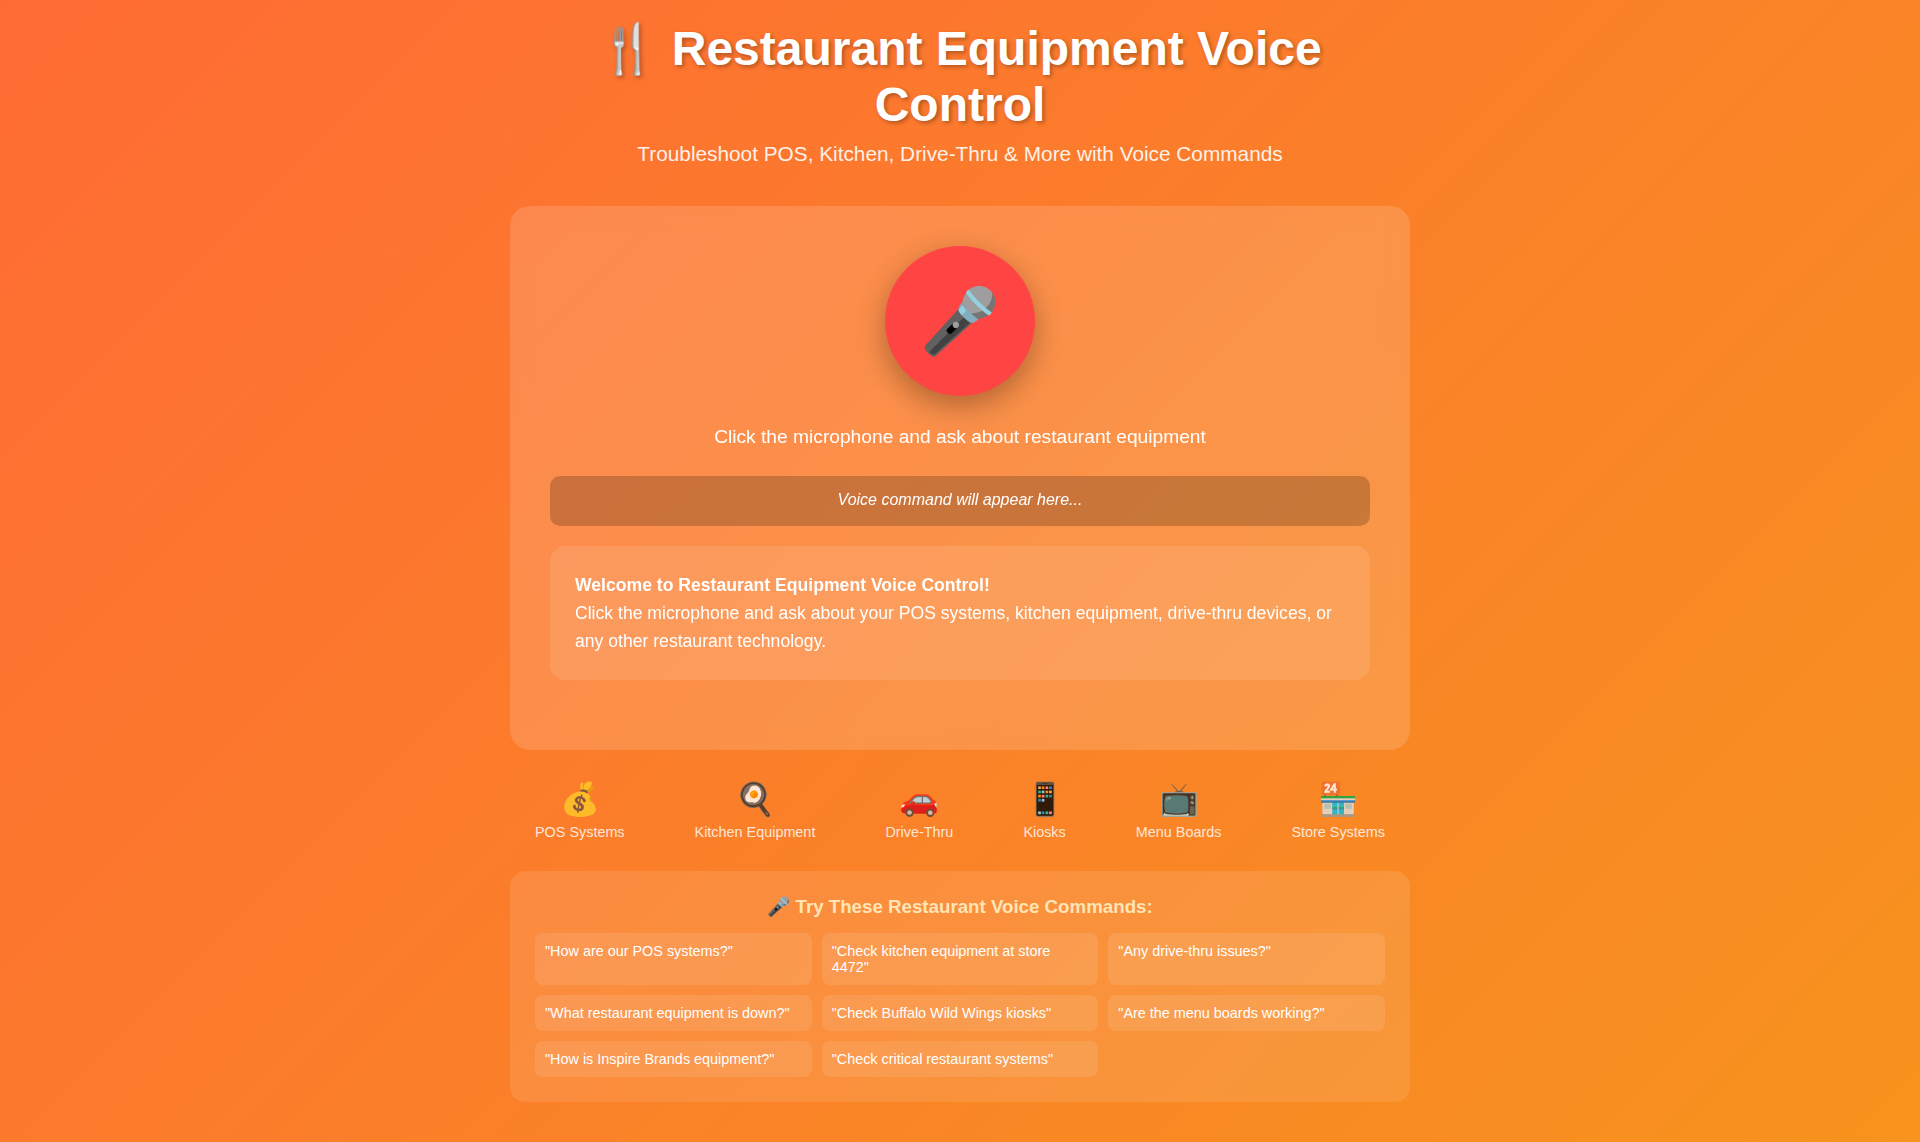 🍴 Restaurant Equipment Voice
Control
Troubleshoot POS, Kitchen, Drive-Thru & More with Voice Commands
Click the microphone and ask about restaurant equipment
Voice command will appear here...
Welcome to Restaurant Equipment Voice Control!
Click the microphone and ask about your POS systems, kitchen equipment, drive-thru devices, or
any other restaurant technology.
POS Systems
Kitchen Equipment
Drive-Thru
Kiosks
Menu Boards
24
Store Systems
🎤 Try These Restaurant Voice Commands:
"How are our POS systems?"
"Check kitchen equipment at store
4472"
"Any drive-thru issues?"
"What restaurant equipment is down?"
"Check Buffalo Wild Wings kiosks"
"Are the menu boards working?"
"How is Inspire Brands equipment?"
"Check critical restaurant systems"